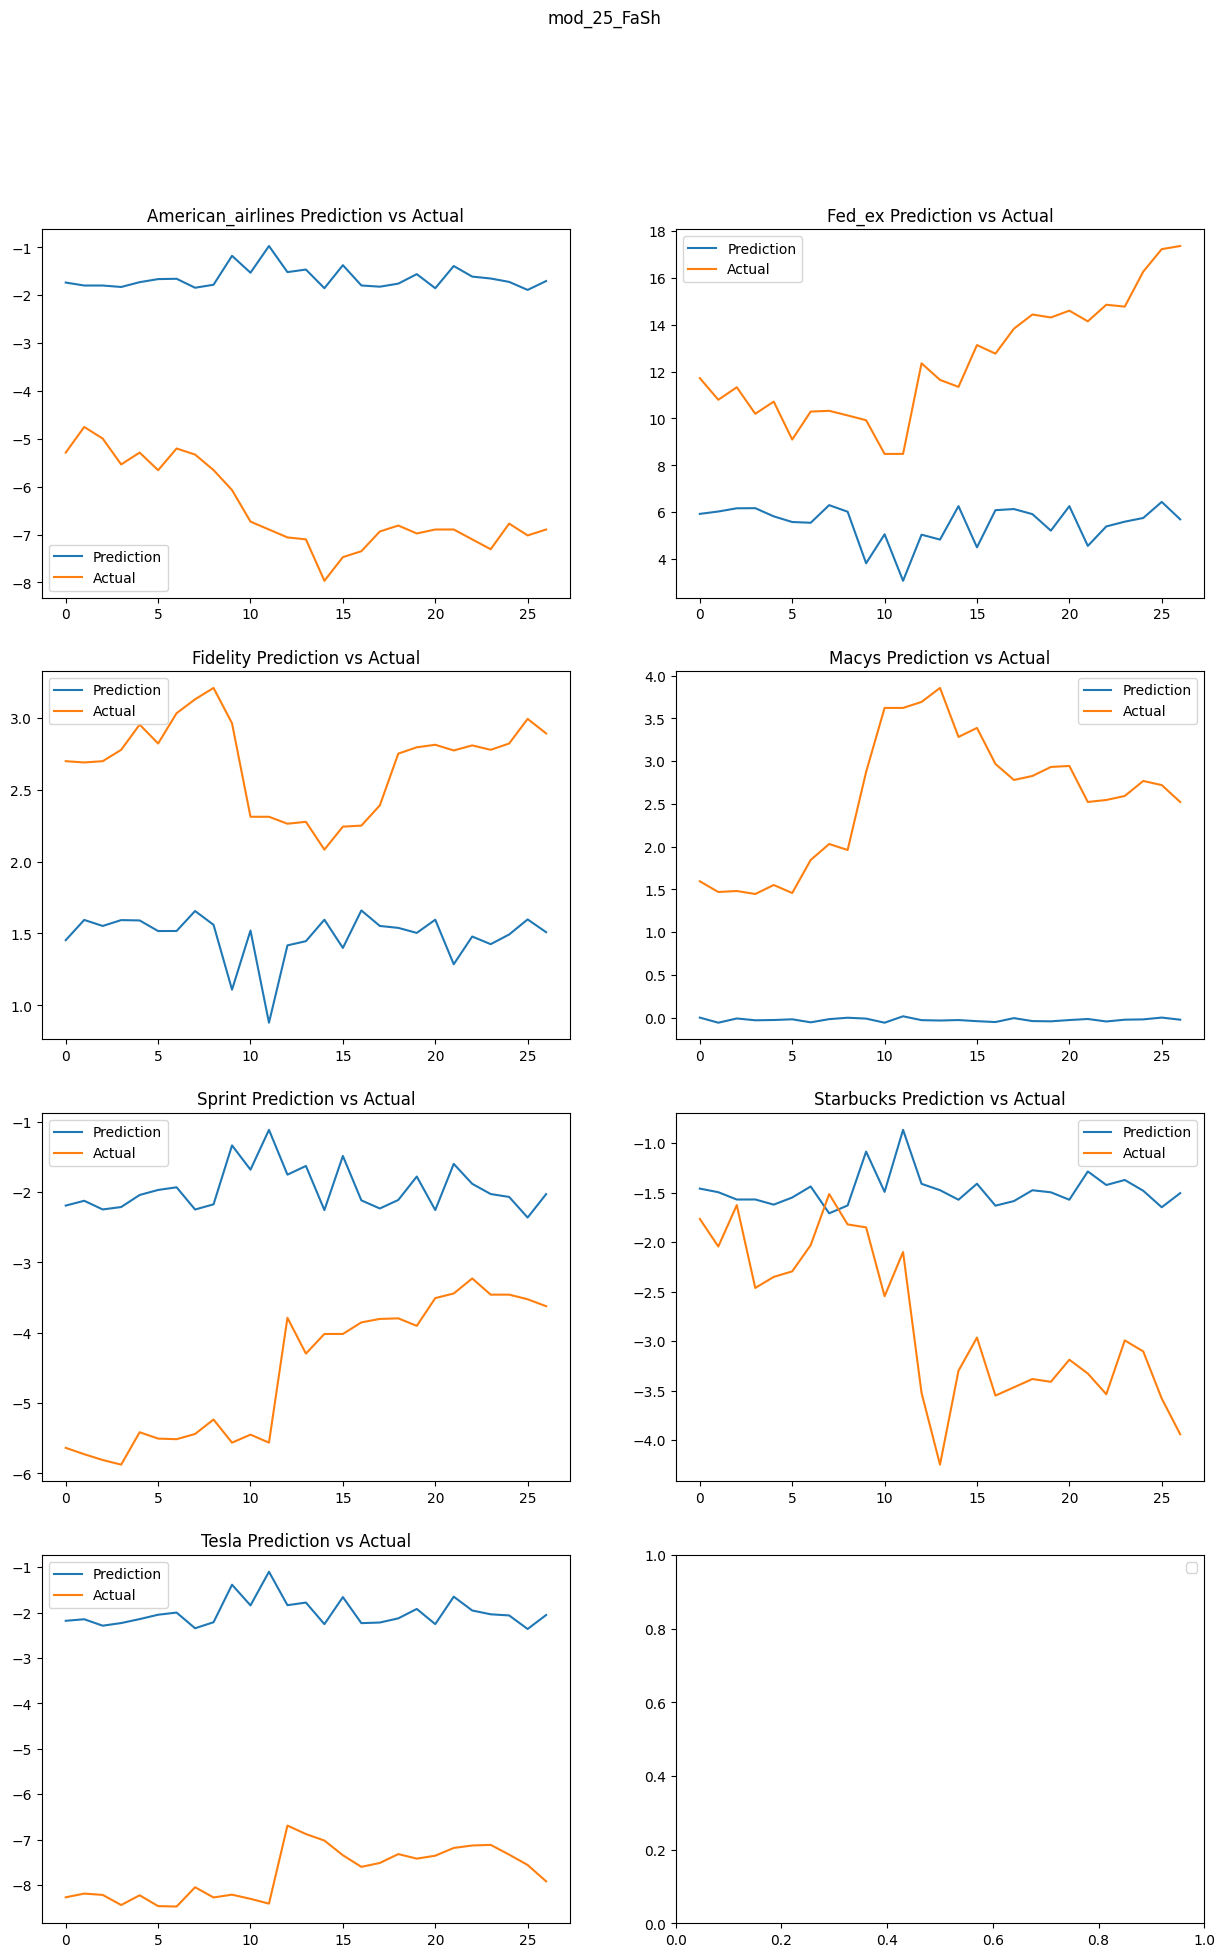 mod_25_FaSh
American_airlines Prediction vs Actual
−1
−2
−3
−4
−5
−6
−7
−8
Prediction
Actual
0 5 10 15 20 25
Fed_ex Prediction vs Actual
18
16
14
12
10
8
6
4
Prediction
Actual
0 5 10 15 20 25
Fidelity Prediction vs Actual
3.0
2.5
2.0
1.5
1.0
Prediction
Actual
0 5 10 15 20 25
Macys Prediction vs Actual
4.0
3.5
3.0
2.5
2.0
1.5
1.0
0.5
0.0
Prediction
Actual
0 5 10 15 20 25
Sprint Prediction vs Actual
−1
−2
−3
−4
−5
−6
Prediction
Actual
0 5 10 15 20 25
Starbucks Prediction vs Actual
−1.0
−1.5
−2.0
−2.5
−3.0
−3.5
−4.0
Prediction
Actual
0 5 10 15 20 25
Tesla Prediction vs Actual
−1
−2
−3
−4
−5
−6
−7
−8
Prediction
Actual
0 5 10 15 20 25
1.0
0.8
0.6
0.4
0.2
0.0
0.0 0.2 0.4 0.6 0.8 1.0